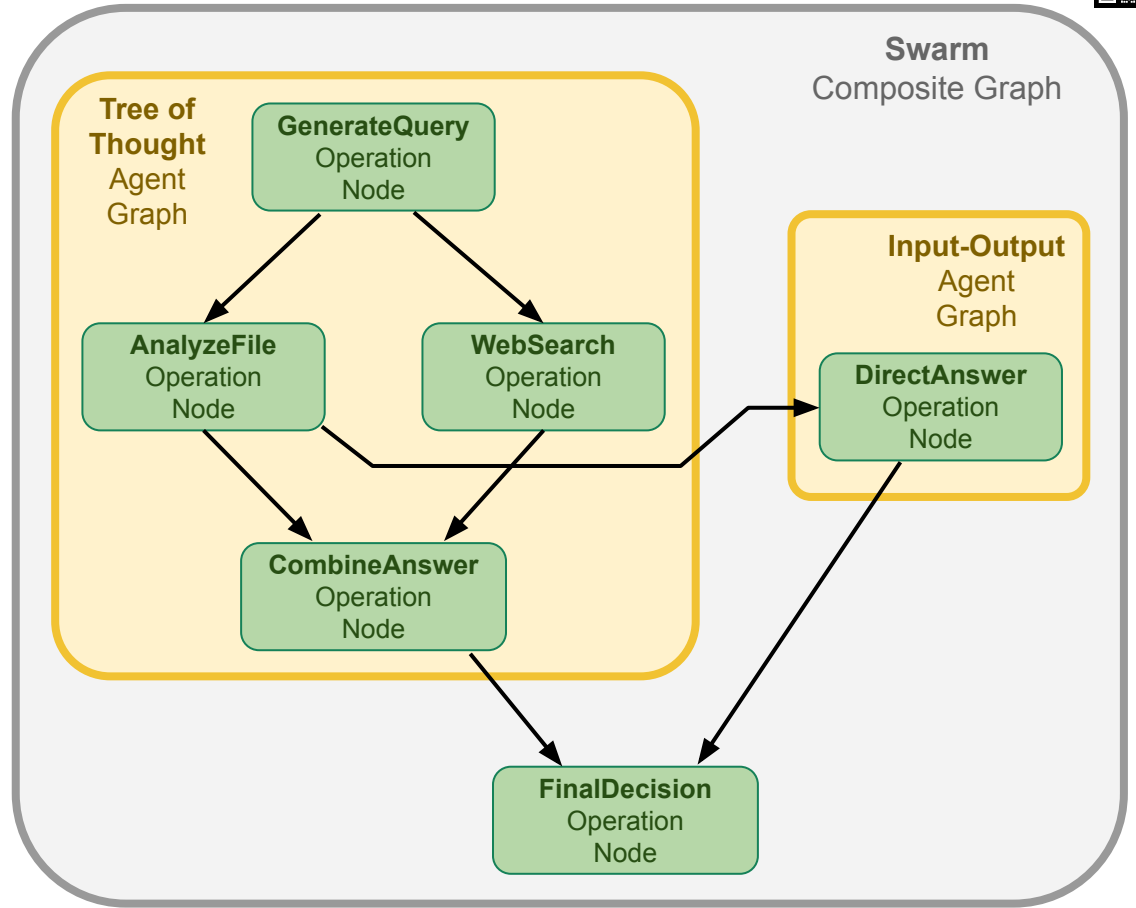 Swarm
Composite Graph
Tree of
Thought
Agent
Graph
GenerateQuery
Operation
Node
AnalyzeFile
Operation
Node
WebSearch
Operation
Node
CombineAnswer
Operation
Node
Input-Output
Agent
Graph
DirectAnswer
Operation
Node
FinalDecision
Operation
Node